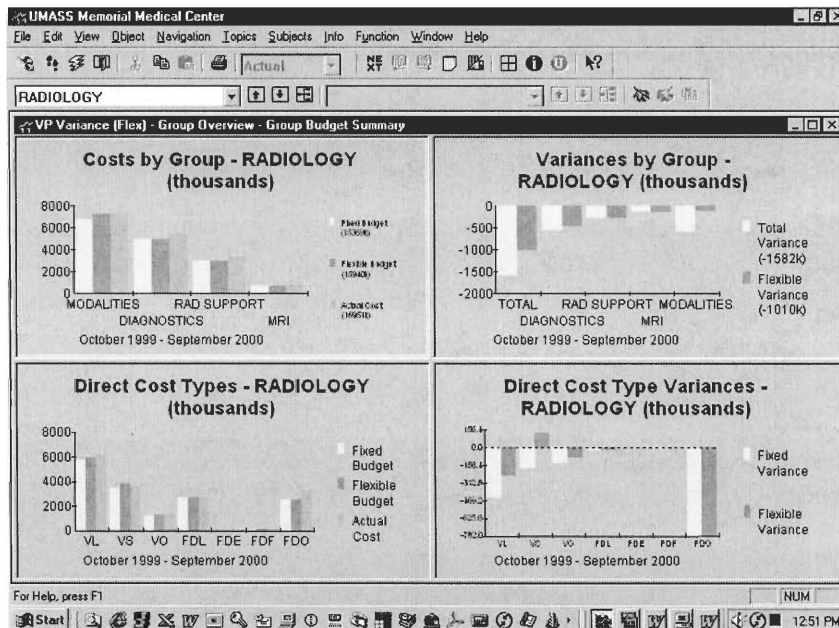 UMASS Memorial Medical Center
File Edit View Object Navigation Topics Subjects Info Function Window Help
Actual
NE
XT
RADIOLOGY
VP Variance (Flex) - Group Overview - Group Budget Summary
Costs by Group - RADIOLOGY
(thousands)
8000
6000
4000
2000
0
MODALITIES
RAD SUPPORT
DIAGNOSTICS
MRI
October 1999 - September 2000
Fixed Budget
Flexible Budget
Actual Cost
Variances by Group -
RADIOLOGY (thousands)
0
-500
-1000
-1500
-2000
TOTAL
RAD SUPPORT
MODALITIES
DIAGNOSTICS
MRI
October 1999 - September 2000
Total
Variance
(-1582k)
Flexible
Variance
(-1010k)
Direct Cost Types - RADIOLOGY
(thousands)
8000
6000
4000
2000
0
VL VS VO FDL FDE FDF FDO
October 1999 - September 2000
Fixed
Budget
Flexible
Budget
Actual
Cost
Direct Cost Type Variances -
RADIOLOGY (thousands)
0.0
VL
VO FDL FDE FDF FDO
October 1999 - September 2000
Fixed
Variance
Flexible
Variance
For Help, press F1
NUM
Start
12:51 PM